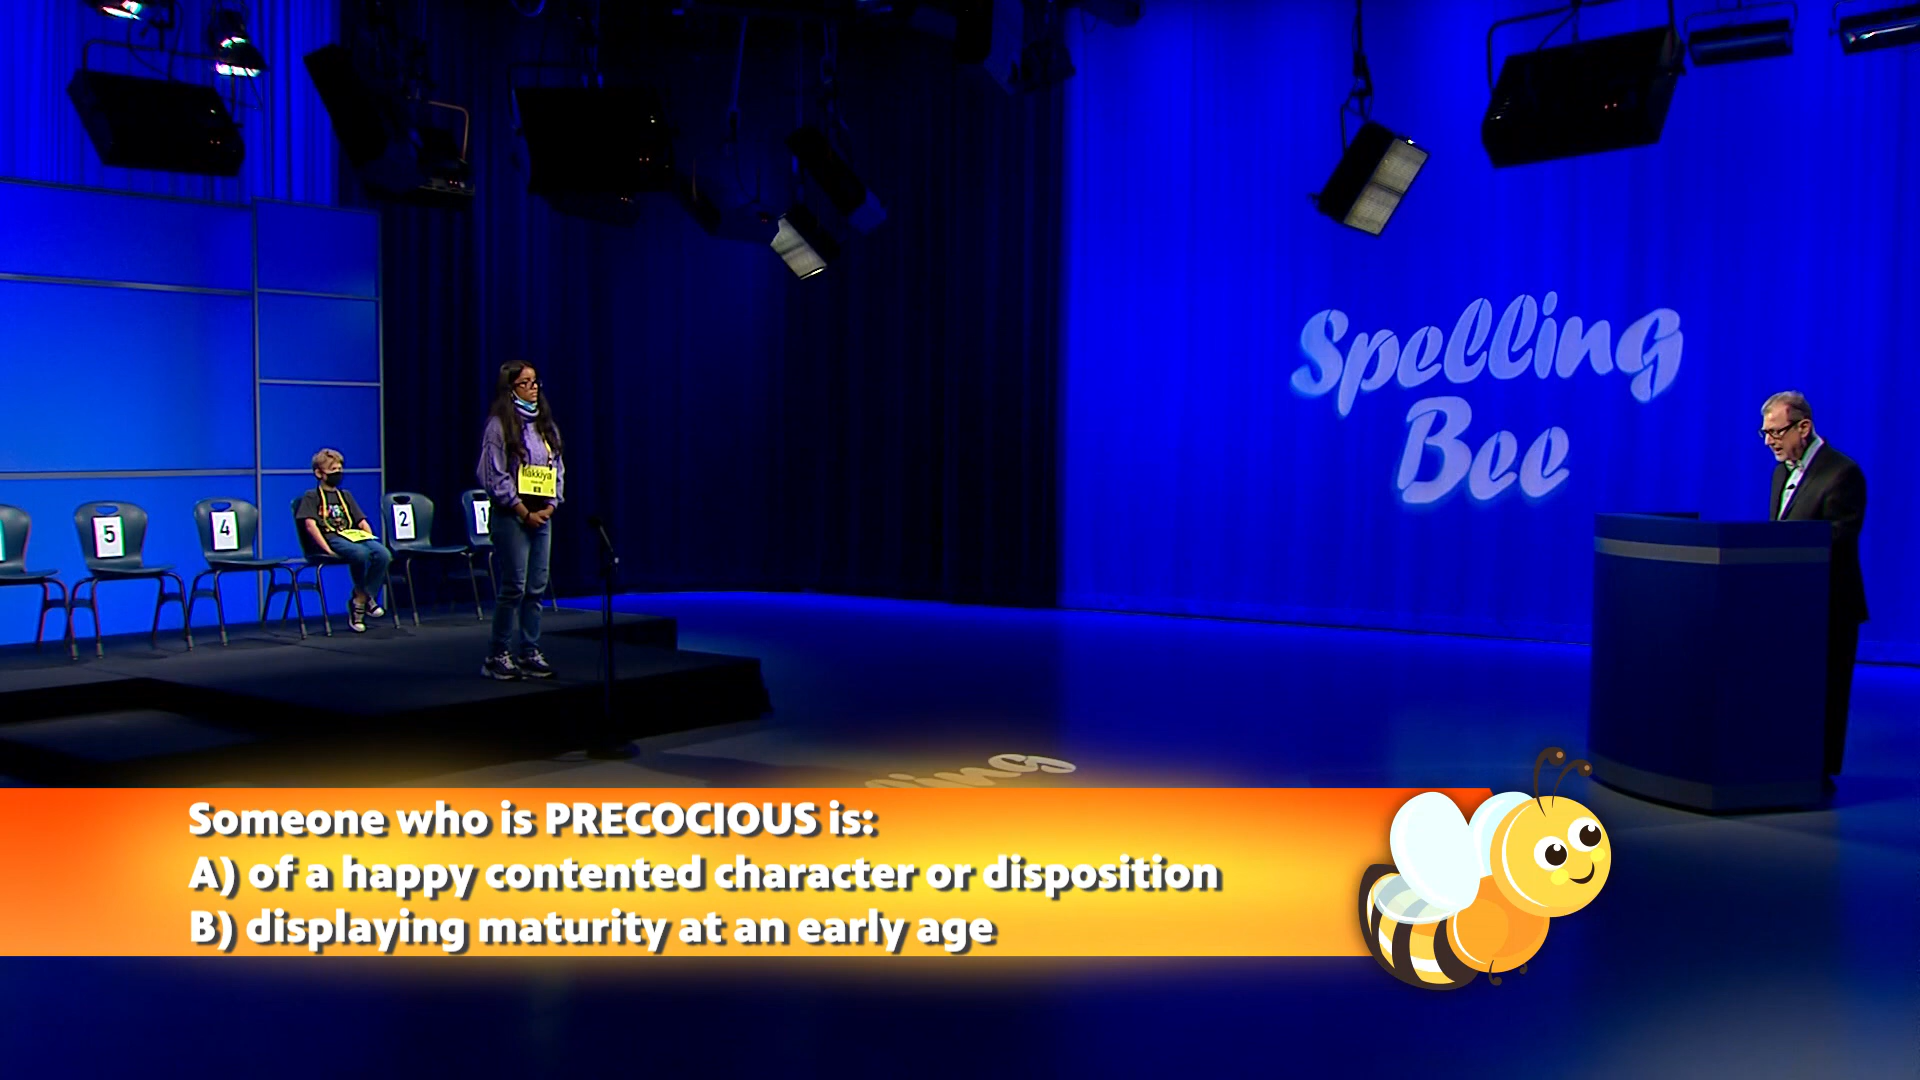 Spelling
Bee
5
4
2
1
lling
Someone who is PRECOCIOUS is:
A) of a happy contented character or disposition
B) displaying maturity at an early age